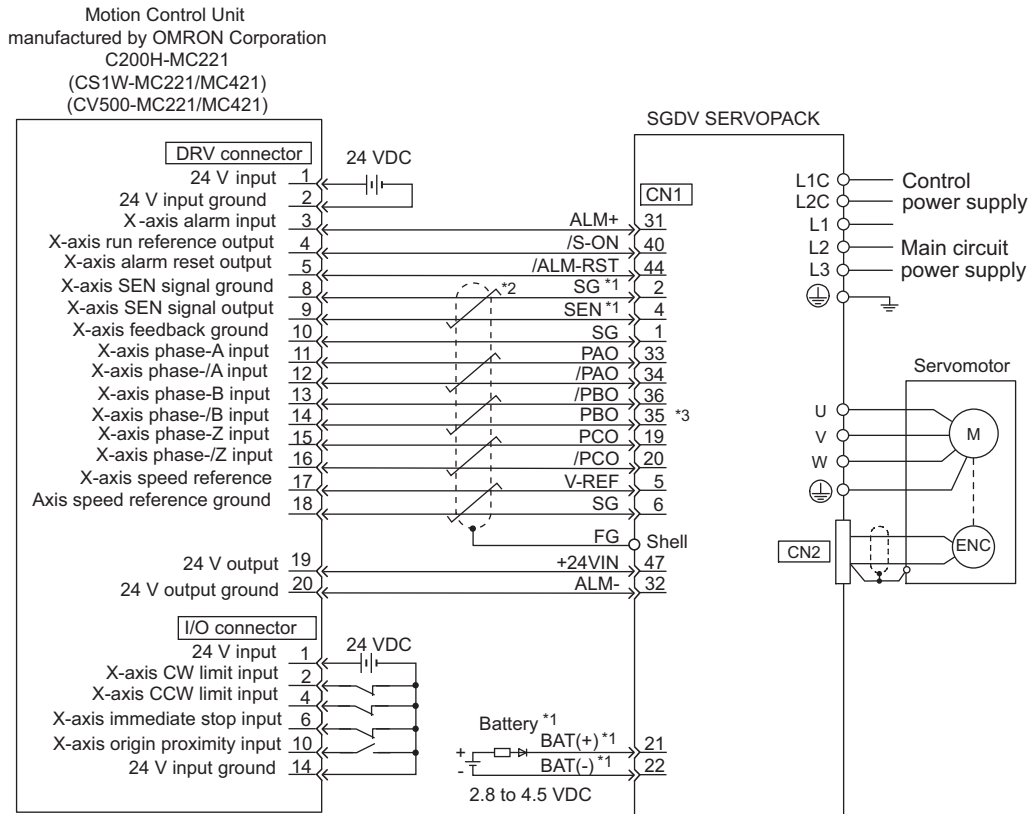 Motion Control Unit
manufactured by OMRON Corporation
C200H-MC221
(CS1W-MC221/MC421)
(CV500-MC221/MC421)
SGDV SERVOPACK
DRV connector
24 VDC
CN1
24 V input 1
24 V input ground 2
X-axis alarm input 3 ALM+ 31
X-axis run reference output 4 /S-ON 40
X-axis alarm reset output 5 /ALM-RST 44
X-axis SEN signal ground 8 *2 SG *1 2
X-axis SEN signal output 9 SEN *1 4
X-axis feedback ground 10 SG 1
X-axis phase-A input 11 PAO 33
X-axis phase-/A input 12 /PAO 34
X-axis phase-B input 13 /PBO 36
X-axis phase-/B input 14 PBO 35 *3
X-axis phase-Z input 15 PCO 19
X-axis phase-/Z input 16 /PCO 20
X-axis speed reference 17 V-REF 5
Axis speed reference ground 18 SG 6
FG Shell
24 V output 19 +24VIN 47
24 V output ground 20 ALM- 32
I/O connector
24 VDC
24 V input 1
X-axis CW limit input 2
X-axis CCW limit input 4
X-axis immediate stop input 6
X-axis origin proximity input 10
24 V input ground 14
Battery *1
+ BAT(+) *1 21
- BAT(-) *1 22
2.8 to 4.5 VDC
L1C Control
L2C power supply
L1
L2 Main circuit
L3 power supply
Servomotor
U
V M
W
CN2 ENC